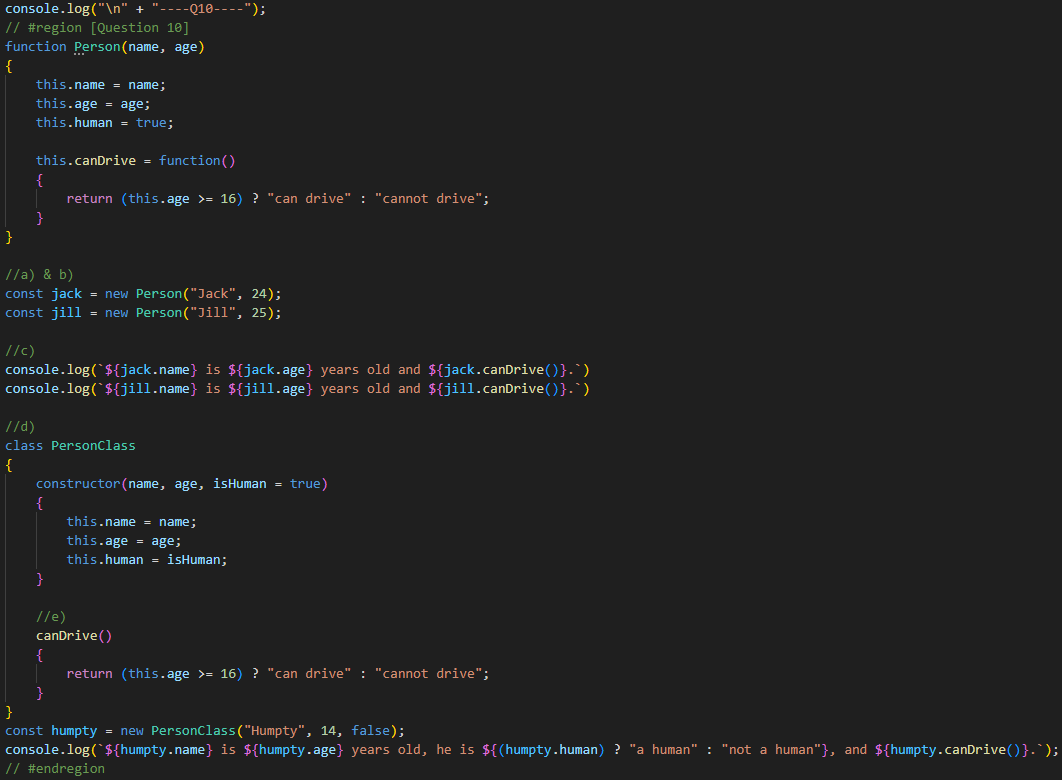 console.log("\n" + "----Q10----");
// #region [Question 10]
function Person(name, age)
{
    this.name = name;
    this.age = age;
    this.human = true;

    this.canDrive = function()
    {
        return (this.age >= 16) ? "can drive" : "cannot drive";
    }
}

//a) & b)
const jack = new Person("Jack", 24);
const jill = new Person("Jill", 25);

//c)
console.log(`${jack.name} is ${jack.age} years old and ${jack.canDrive()}.`)
console.log(`${jill.name} is ${jill.age} years old and ${jill.canDrive()}.`)

//d)
class PersonClass
{
    constructor(name, age, isHuman = true)
    {
        this.name = name;
        this.age = age;
        this.human = isHuman;
    }

    //e)
    canDrive()
    {
        return (this.age >= 16) ? "can drive" : "cannot drive";
    }
}
const humpty = new PersonClass("Humpty", 14, false);
console.log(`${humpty.name} is ${humpty.age} years old, he is ${(humpty.human) ? "a human" : "not a human"}, and ${humpty.canDrive()}.`);
// #endregion